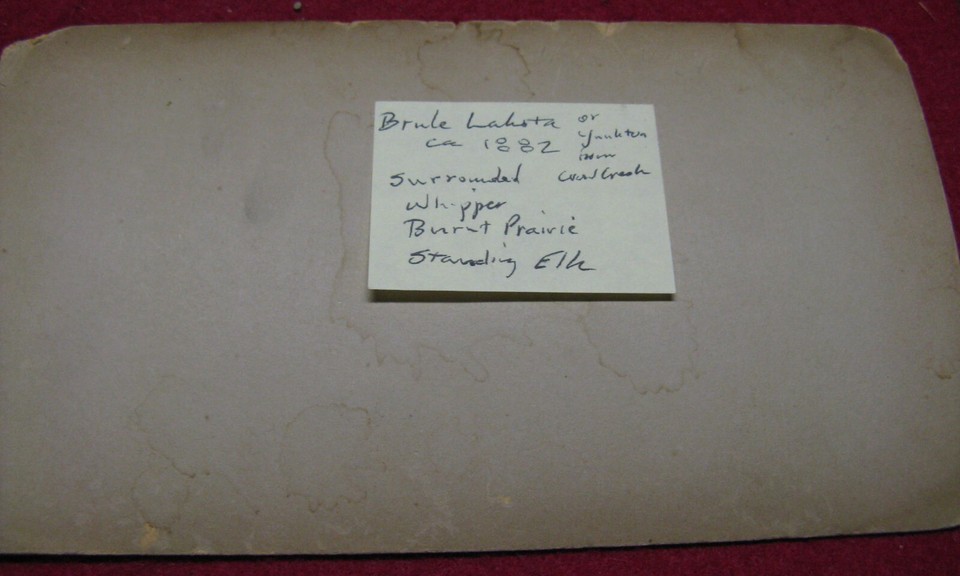 Brule Lakota
ca 1882
or
Yankton
from
Crow Creek
Surrounded
Whipper
Burnt Prairie
Standing Elk